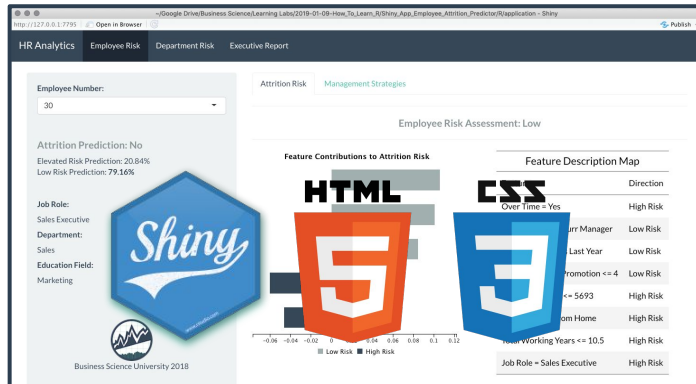 ~/Google Drive/Business Science/Learning Labs/2019-01-09-How_To_Learn_R/Shiny_App_Employee_Attrition_Predictor/R/application - Shiny
http://127.0.0.1:7795
Open in Browser
Publish
HR Analytics
Employee Risk
Department Risk
Executive Report
Employee Number:
30
Attrition Prediction: No
Elevated Risk Prediction: 20.84%
Low Risk Prediction: 79.16%
Job Role:
Sales Executive
Department:
Sales
Education Field:
Marketing
Shiny
www.rstudio.com
Business Science University 2018
Attrition Risk
Management Strategies
Employee Risk Assessment: Low
Feature Contributions to Attrition Risk
HTML
5
CSS
3
-0.06 -0.04 -0.02 0 0.02 0.04 0.06 0.08 0.1 0.12
Low Risk
High Risk
Feature Description Map
Direction
Over Time = Yes High Risk
urr Manager Low Risk
Last Year Low Risk
Promotion <= 4 Low Risk
<= 5693 High Risk
om Home High Risk
Total Working Years <= 10.5 High Risk
Job Role = Sales Executive High Risk